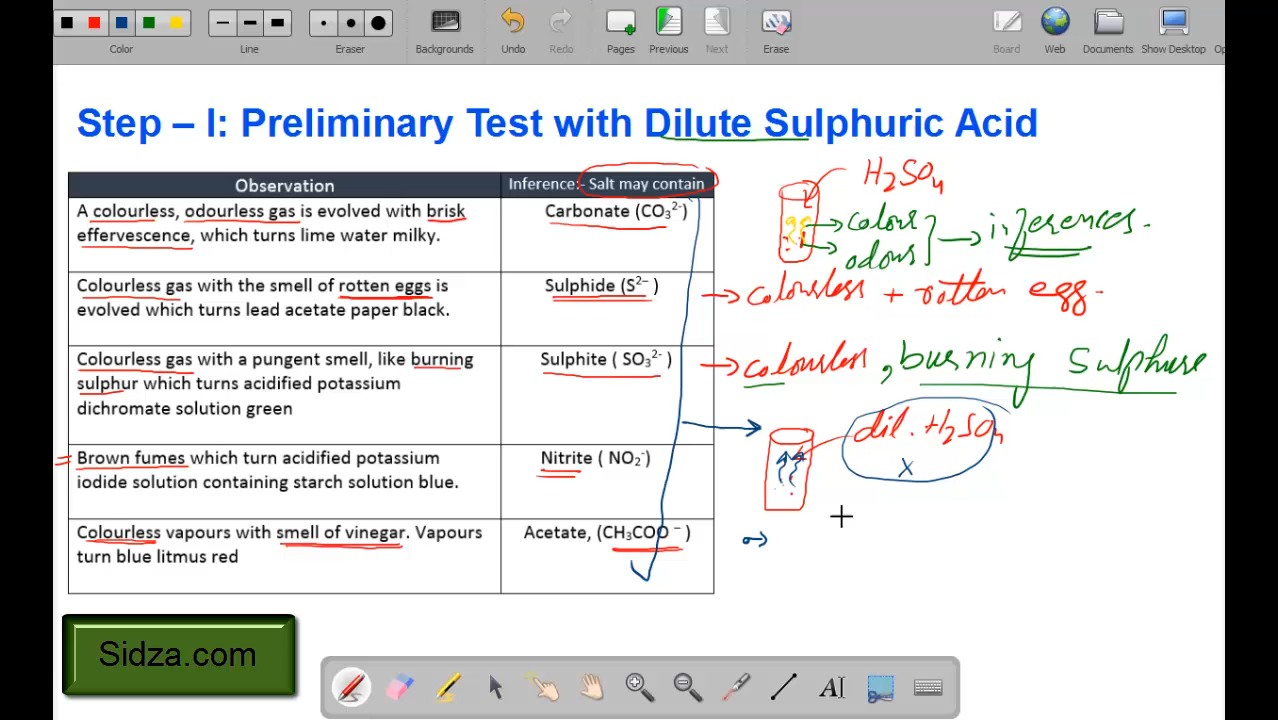 Color
Line
Eraser
Backgrounds
Undo
Redo
Pages
Previous
Next
Erase
Board
Web
Documents
Show Desktop
Op
Step – I: Preliminary Test with Dilute Sulphuric Acid
Observation
Inference:- Salt may contain
A colourless, odourless gas is evolved with brisk
effervescence, which turns lime water milky.
Carbonate (CO₃²⁻)
Colourless gas with the smell of rotten eggs is
evolved which turns lead acetate paper black.
Sulphide (S²⁻ )
Colourless gas with a pungent smell, like burning
sulphur which turns acidified potassium
dichromate solution green
Sulphite ( SO₃²⁻ )
Brown fumes which turn acidified potassium
iodide solution containing starch solution blue.
Nitrite ( NO₂⁻)
Colourless vapours with smell of vinegar. Vapours
turn blue litmus red
Acetate, (CH₃COO ⁻ )
H₂SO₄
→ colour
→ odour
→ inferences.
→ colourless + rotten egg.
→ colourless, burning Sulphure
dil. H₂SO₄
x
Sidza.com
AI